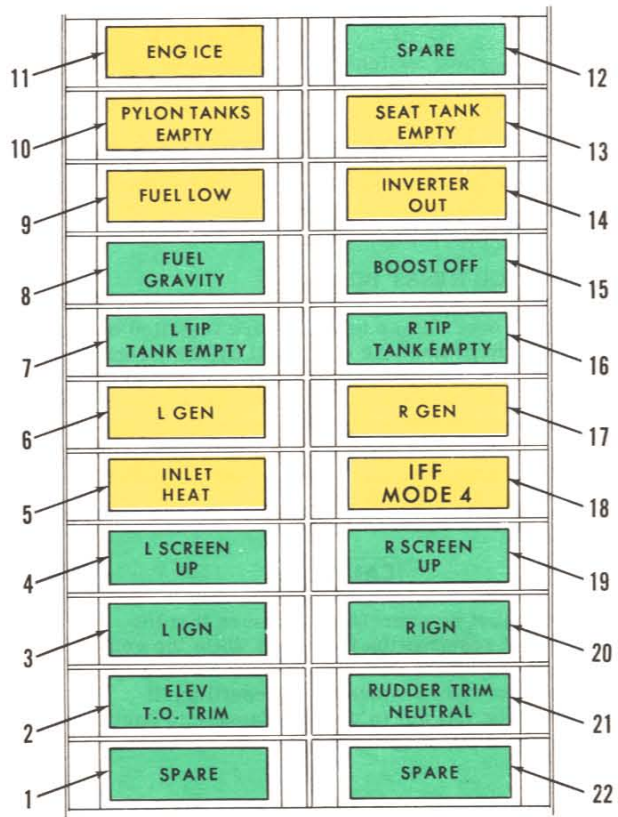 11 ENG ICE SPARE 12
10 PYLON TANKS EMPTY SEAT TANK EMPTY 13
9 FUEL LOW INVERTER OUT 14
8 FUEL GRAVITY BOOST OFF 15
7 L TIP TANK EMPTY R TIP TANK EMPTY 16
6 L GEN R GEN 17
5 INLET HEAT IFF MODE 4 18
4 L SCREEN UP R SCREEN UP 19
3 L IGN R IGN 20
2 ELEV T.O. TRIM RUDDER TRIM NEUTRAL 21
1 SPARE SPARE 22